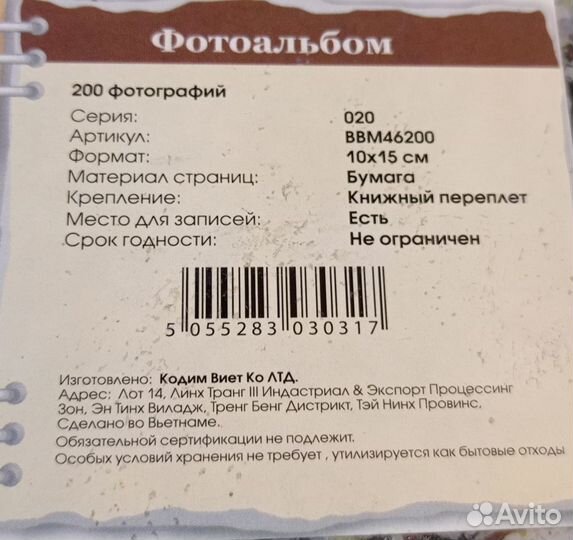 Фотоальбом
200 фотографий
Серия: 020
Артикул: BBM46200
Формат: 10x15 см
Материал страниц: Бумага
Крепление: Книжный переплет
Место для записей: Есть
Срок годности: Не ограничен
5 055283 030317
Изготовлено: Кодим Виет Ко ЛТД.
Адрес: Лот 14, Линх Транг III Индастриал & Экспорт Процессинг
Зон, Эн Тинх Виладж, Тренг Бенг Дистрикт, Тэй Нинх Провинс,
Сделано во Вьетнаме.
Обязательной сертификации не подлежит.
Особых условий хранения не требует , утилизируется как бытовые отходы
Avito